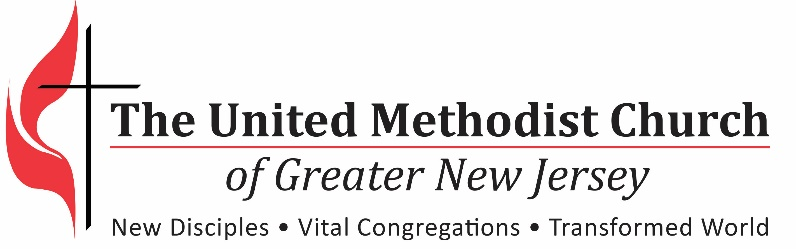 The United Methodist Church
of Greater New Jersey
New Disciples • Vital Congregations • Transformed World